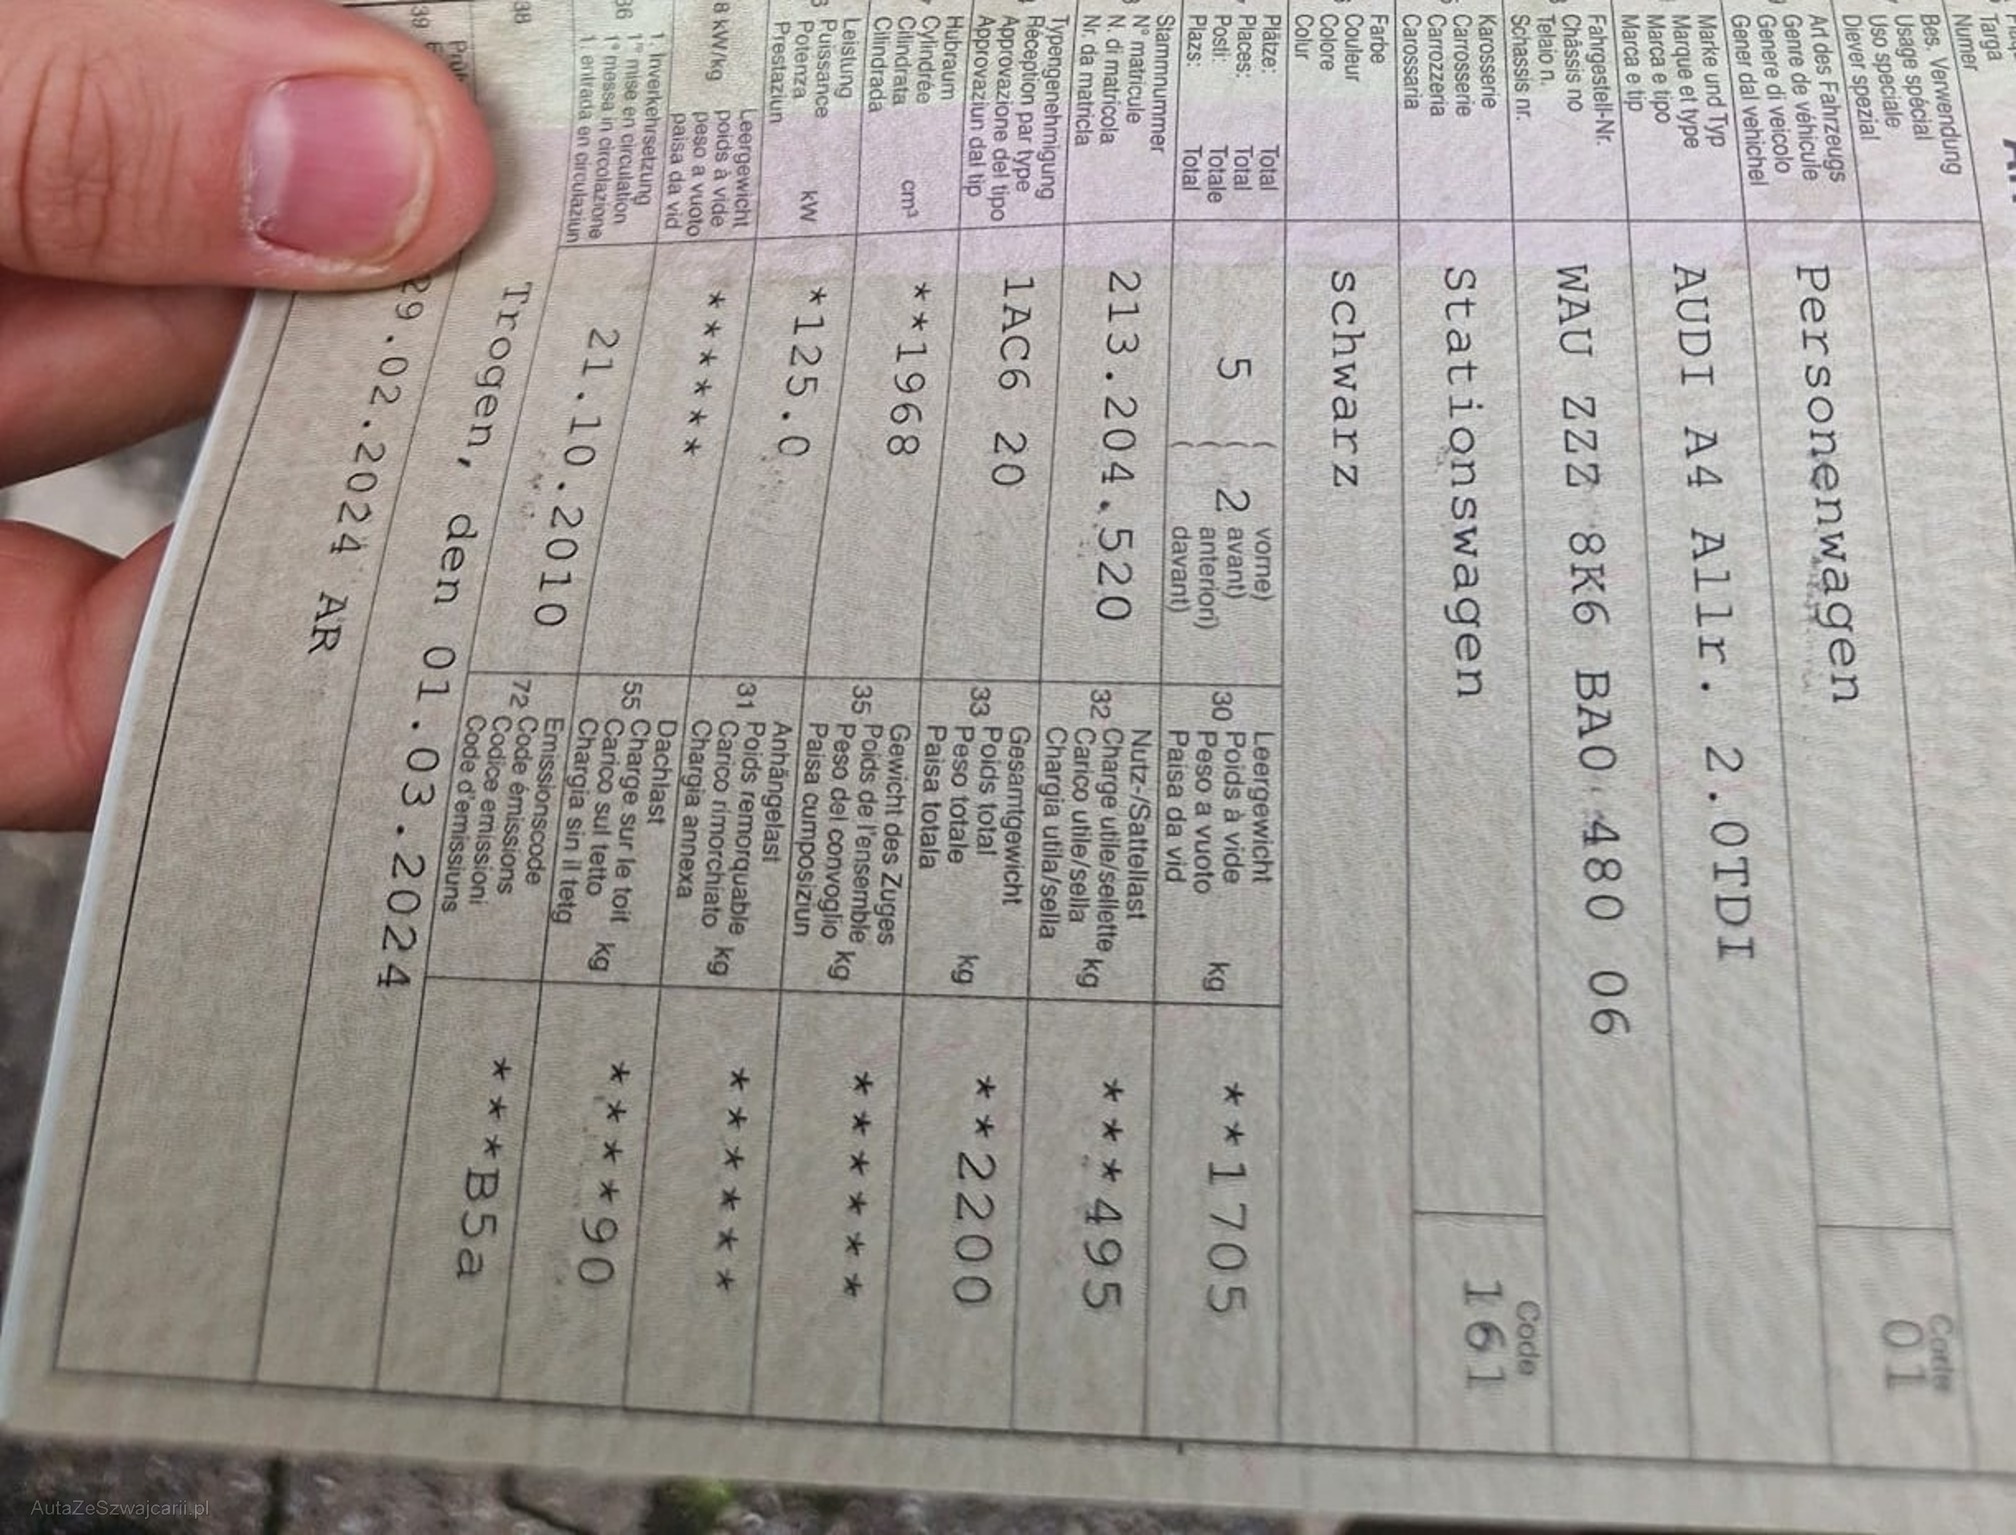 Targa
Numer
Bes. Verwendung
Usage spécial
Uso speciale
Diever spezial
Art des Fahrzeugs
Genre de véhicule
Genere di veicolo
Gener dal vehichel
Personenwagen
Code
01
Marke und Typ
Marque et type
Marca e tipo
Marca e tip
AUDI A4 Allr. 2.0TDI
Fahrgestell-Nr.
Châssis no
Telaio n.
Schassis nr.
WAU ZZZ 8K6 BA0 480 06
Karosserie
Carrosserie
Carrozzeria
Carossaria
Stationswagen
Code
161
Farbe
Couleur
Colore
Colur
schwarz
Plätze: Total
Places: Total
Posti: Totale
Plazs: Total
5
( 2 vorne)
avant)
( anteriori)
( davant)
30 Leergewicht
Poids à vide
Peso a vuoto kg
Paisa da vid
**1705
Stammnummer
N° matricule
N. di matricola
Nr. da matricla
213.204.520
32 Nutz-/Sattellast
Charge utile/sellette
Carico utile/sella kg
Chargia utila/sella
***495
Typengenehmigung
Réception par type
Approvazione del tipo
Approvaziun dal tip
1AC6 20
33 Gesamtgewicht
Poids total
Peso totale kg
Paisa totala
**2200
Hubraum
Cylindrée
Cilindrata cm³
Cilindrada
**1968
35 Gewicht des Zuges
Poids de l'ensemble
Peso del convoglio kg
Paisa cumposiziun
******
Leistung
Puissance
Potenza kW
Prestaziun
*125.0
31 Anhängelast
Poids remorquable
Carico rimorchiato kg
Chargia annexa
******
Leergewicht
8 kW/kg poids à vide
peso a vuoto
paisa da vid
*****
55 Dachlast
Charge sur le toit
Carico sul tetto kg
Chargia sin il tetg
****90
36 1. Inverkehrsetzung
1re mise en circulation
1a messa in circolazione
1. entrada en circulaziun
21.10.2010
72 Emissionscode
Code émissions
Codice emissioni
Code d'emissiuns
***B5a
38
Trogen, den 01.03.2024
39
29.02.2024 AR
AutaZeSzwajcarii.pl